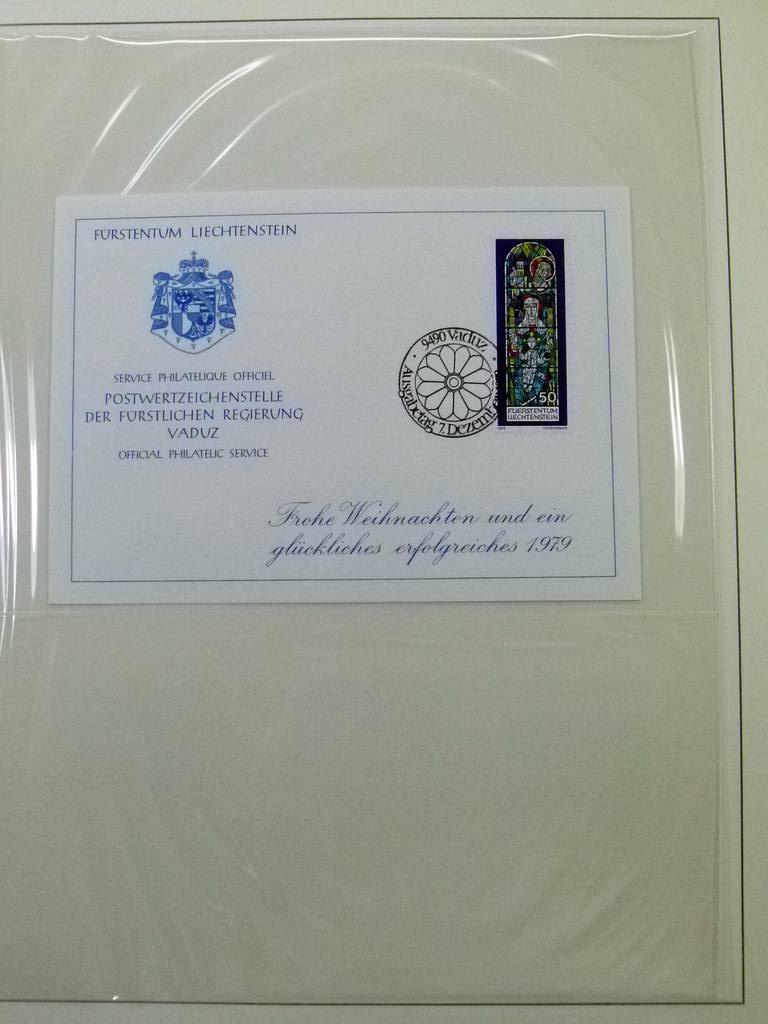 FÜRSTENTUM LIECHTENSTEIN
SERVICE PHILATELIQUE OFFICIEL
POSTWERTZEICHENSTELLE
DER FÜRSTLICHEN REGIERUNG
VADUZ
OFFICIAL PHILATELIC SERVICE
9490 Vaduz
Ausgabetag 7. Dezember
50
FUERSTENTUM
LIECHTENSTEIN
Frohe Weihnachten und ein
glückliches erfolgreiches 1979